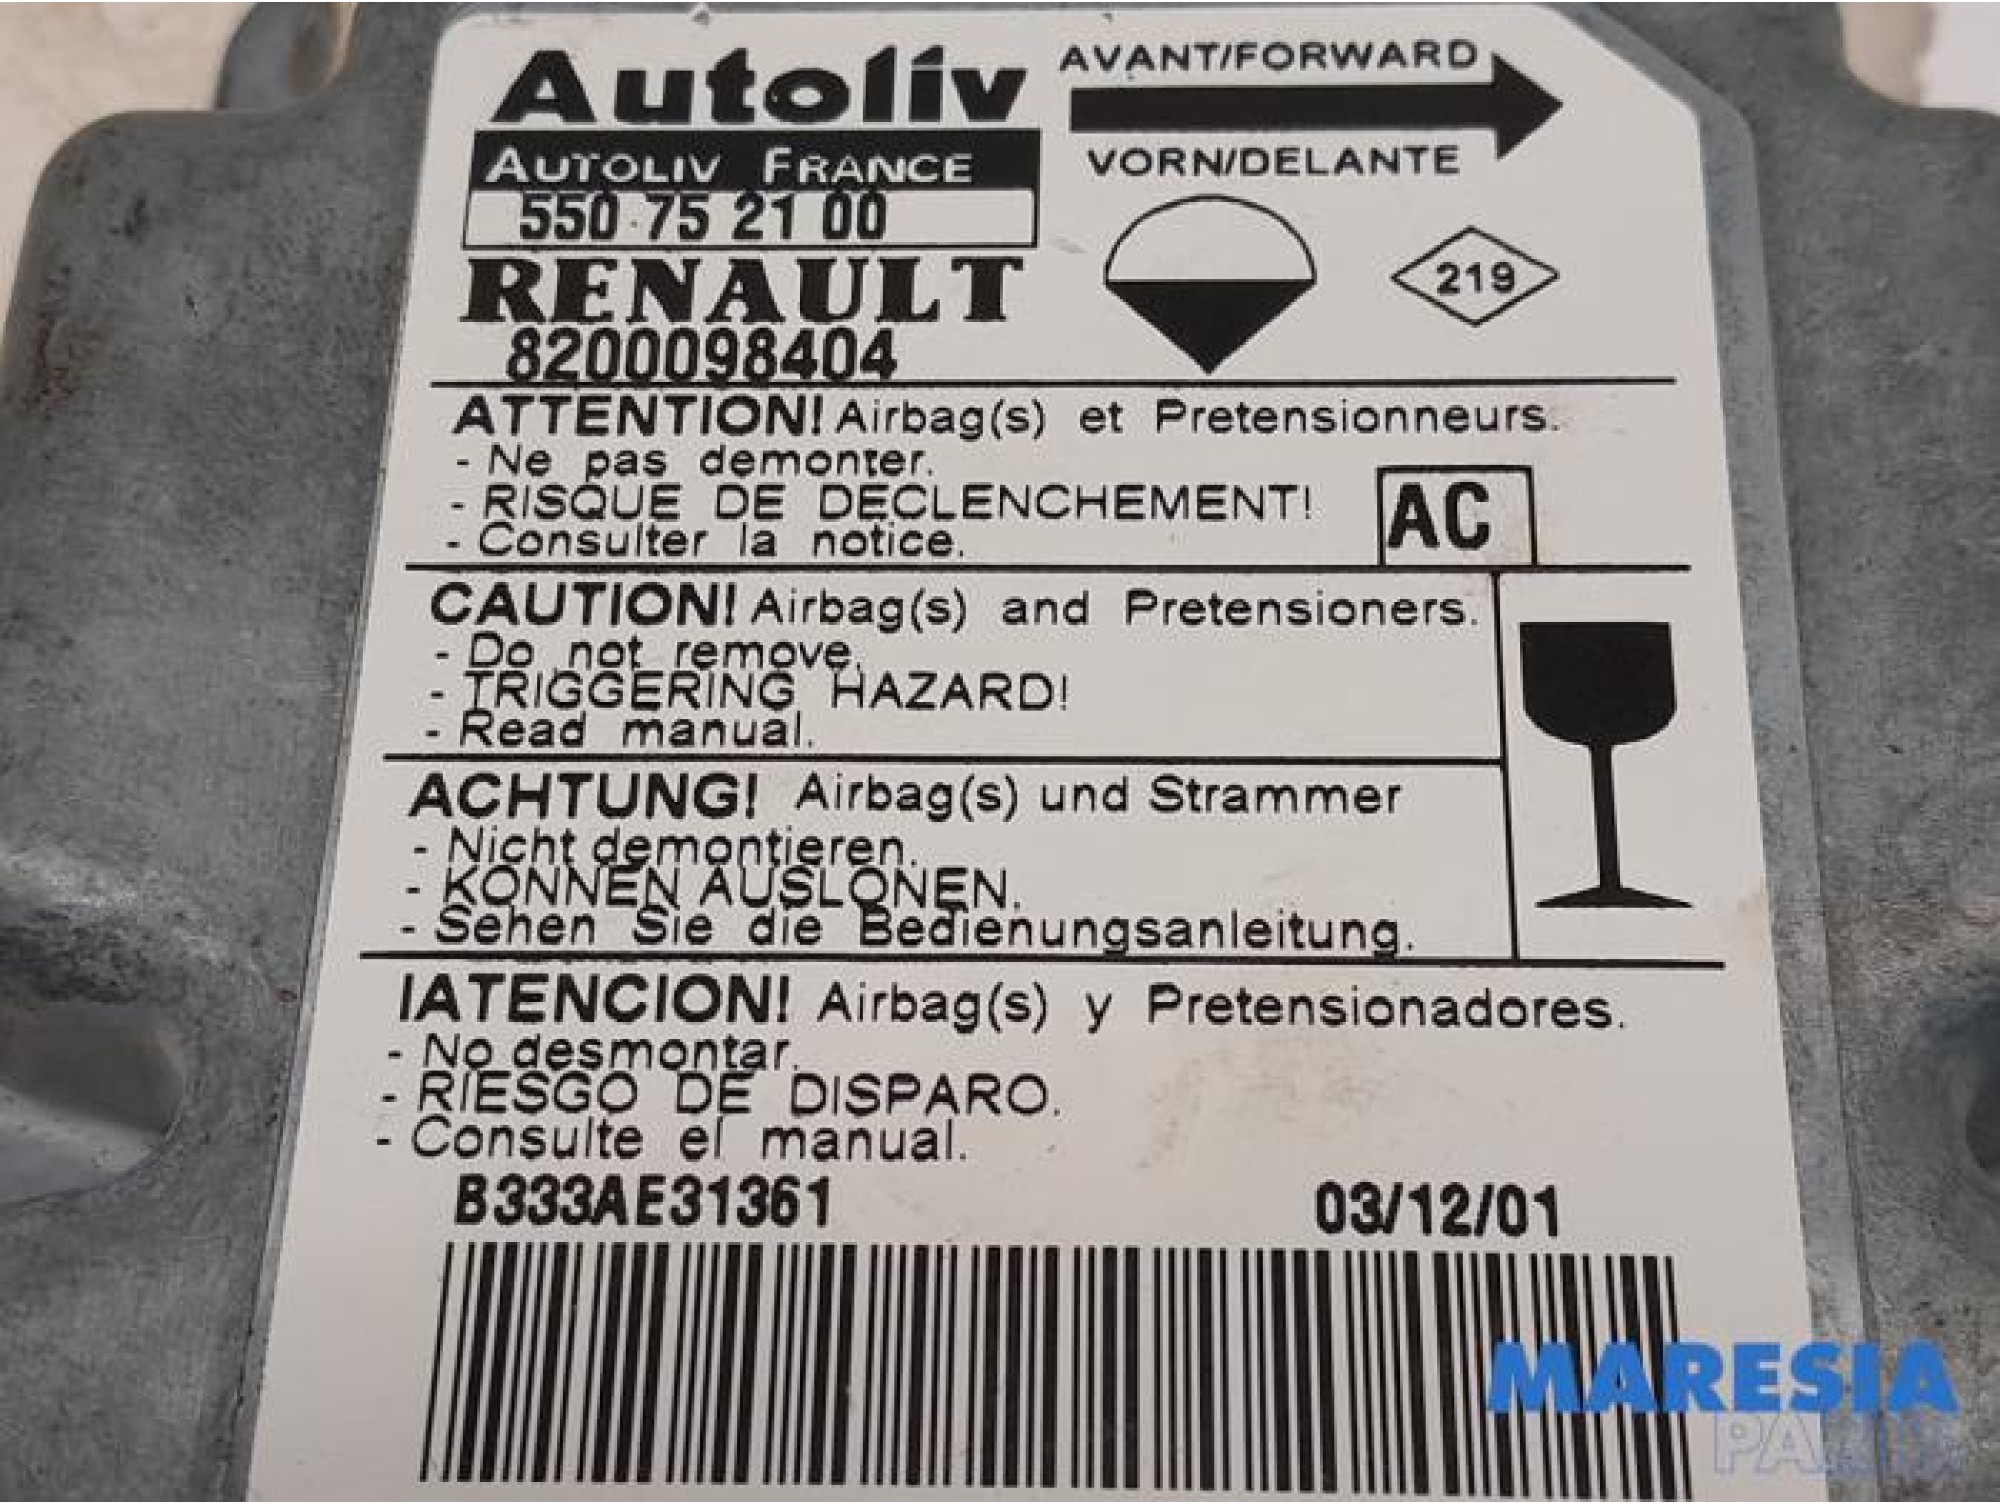 Autoliv
AVANT/FORWARD
AUTOLIV FRANCE
VORN/DELANTE
550 75 21 00
RENAULT
219
8200098404
ATTENTION! Airbag(s) et Pretensionneurs.
- Ne pas demonter.
- RISQUE DE DECLENCHEMENT!
AC
- Consulter la notice.
CAUTION! Airbag(s) and Pretensioners.
- Do not remove.
- TRIGGERING HAZARD!
- Read manual.
ACHTUNG! Airbag(s) und Strammer
- Nicht demontieren.
- KONNEN AUSLONEN.
- Sehen Sie die Bedienungsanleitung.
IATENCION! Airbag(s) y Pretensionadores.
- No desmontar.
- RIESGO DE DISPARO.
- Consulte el manual.
B333AE31361
03/12/01
MARESIA
PARTS